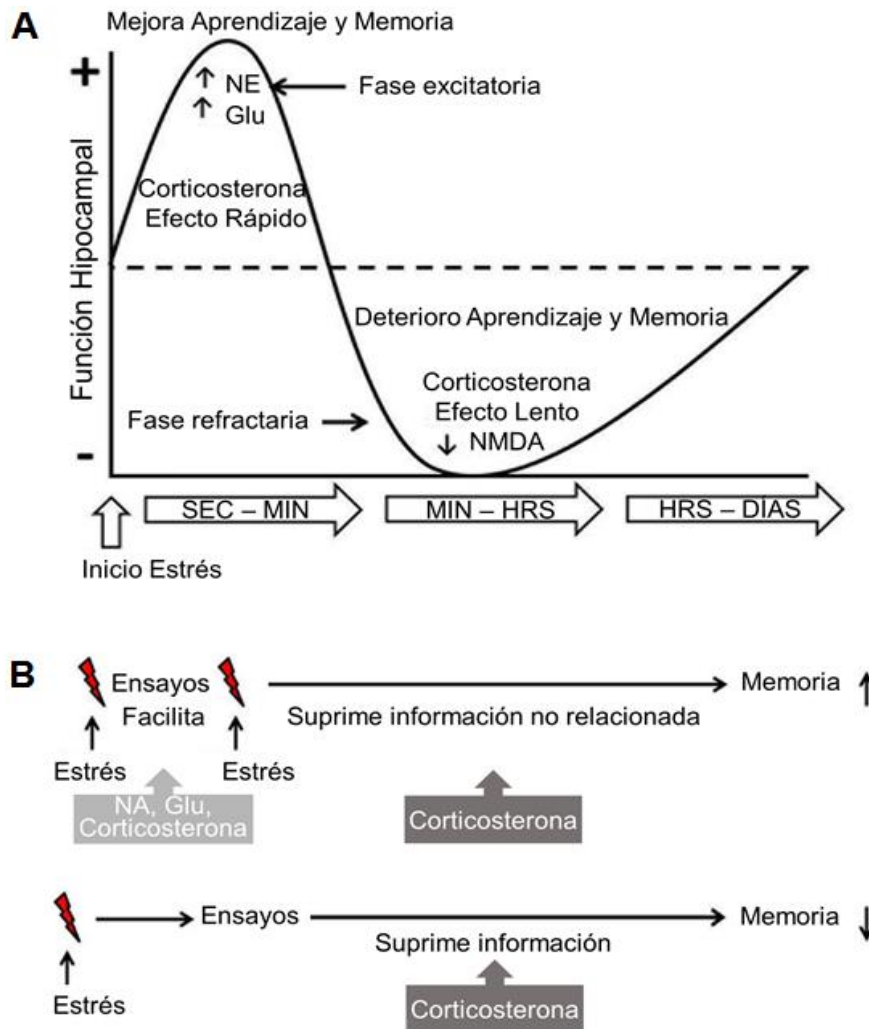 A
Mejora Aprendizaje y Memoria
+
↑ NE
↑ Glu
Fase excitatoria
Corticosterona
Efecto Rápido
Función Hipocampal
Deterioro Aprendizaje y Memoria
Corticosterona
Efecto Lento
↓ NMDA
Fase refractaria
-
SEC – MIN
MIN – HRS
HRS – DÍAS
Inicio Estrés
B
Ensayos
Facilita
Suprime información no relacionada
Memoria ↑
Estrés
Estrés
NA, Glu,
Corticosterona
Corticosterona
Ensayos
Suprime información
Memoria ↓
Estrés
Corticosterona